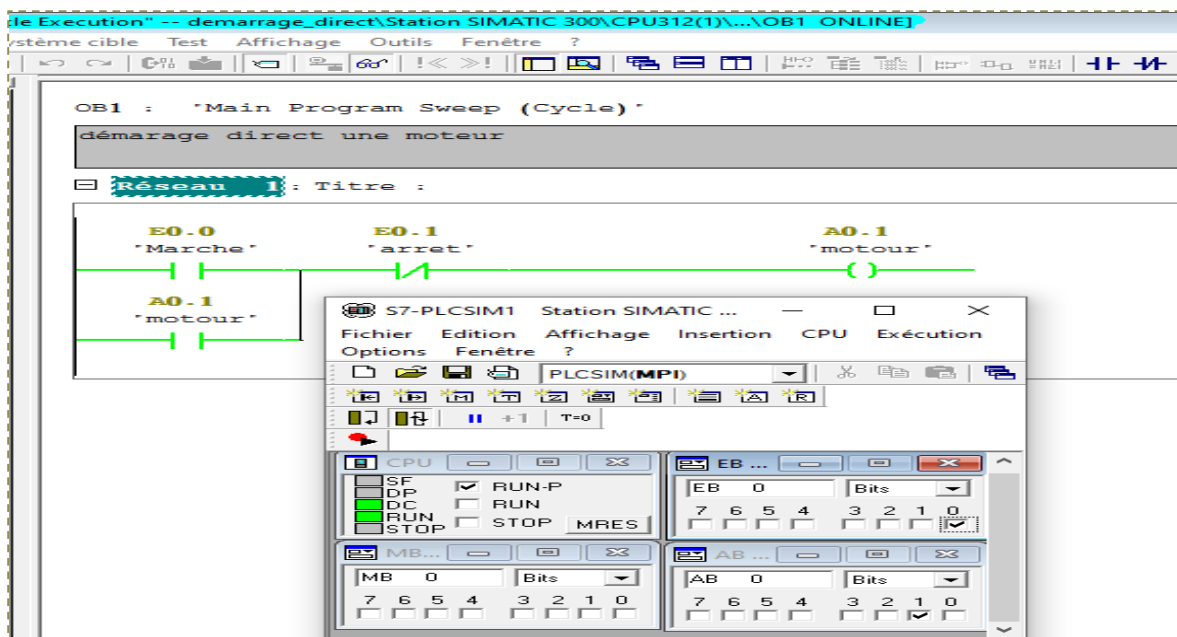 le Execution" -- demarrage_direct\Station SIMATIC 300\CPU312(1)\...\OB1 ONLINE]
ystème cible Test Affichage Outils Fenêtre ?
OB1 : "Main Program Sweep (Cycle)"
démarage direct une moteur
Réseau 1 : Titre :
E0.0 E0.1 A0.1
"Marche" "arret" "motour"
A0.1
"motour"
S7-PLCSIM1 Station SIMATIC ...
Fichier Edition Affichage Insertion CPU Exécution
Options Fenêtre ?
PLCSIM(MPI)
+1 T=0
CPU
SF
DP
DC
RUN
STOP
RUN-P
RUN
STOP MRES
EB ...
EB 0 Bits
7 6 5 4 3 2 1 0
MB...
MB 0 Bits
7 6 5 4 3 2 1 0
AB ...
AB 0 Bits
7 6 5 4 3 2 1 0